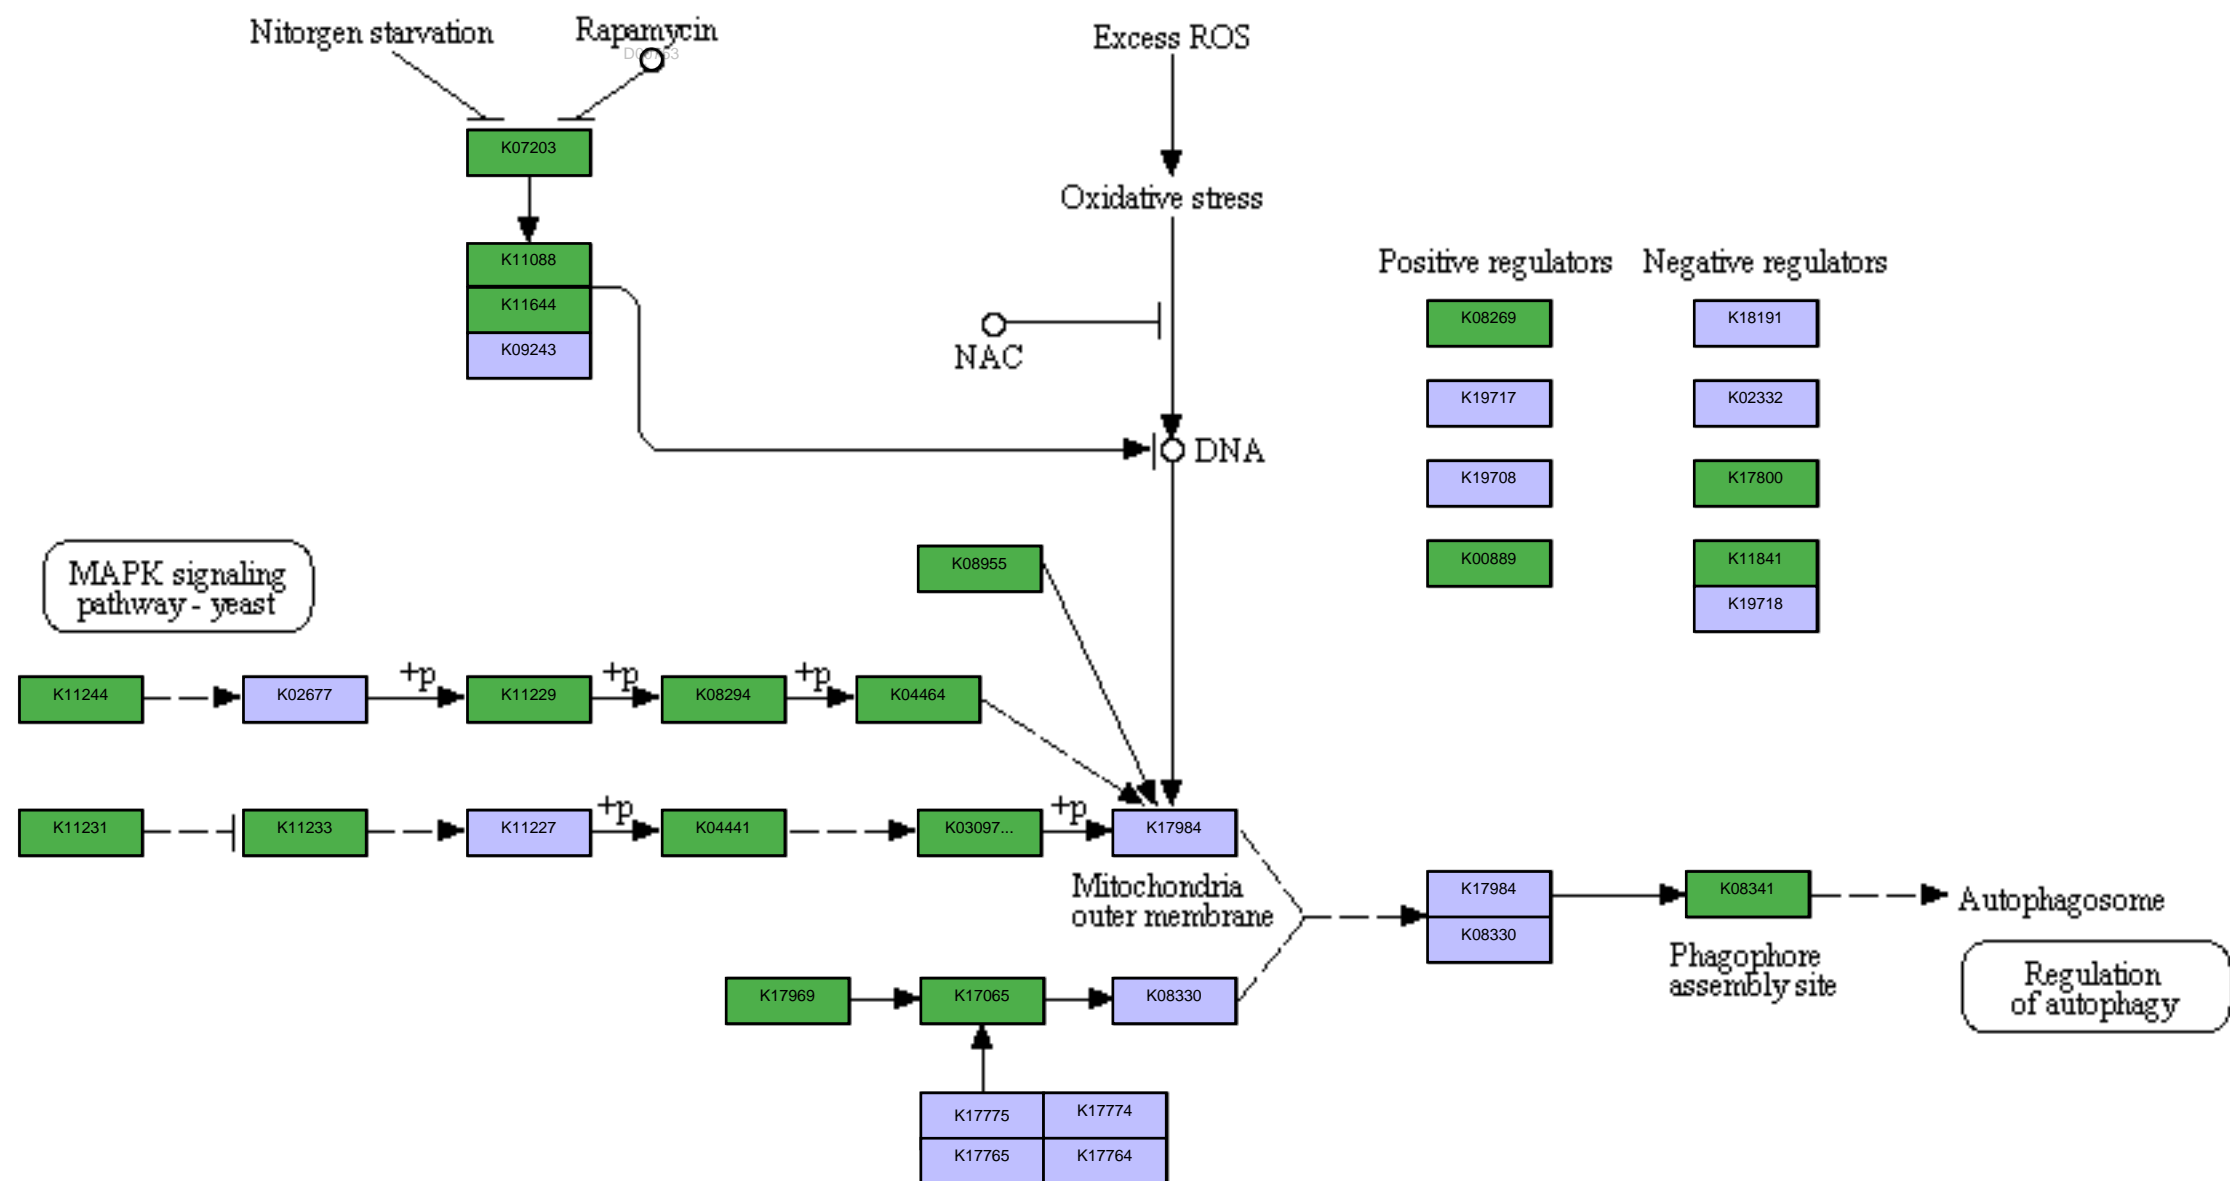 Nitorgen starvation
Rapamycin
Excess ROS
K07203
Oxidative stress
K11088
K11644
K09243
Positive regulators
Negative regulators
NAC
K08269
K18191
K19717
K02332
DNA
K19708
K17800
K08955
K00889
K11841
K19718
MAPK signaling
pathway - yeast
K11244
K02677
+p
K11229
+p
K08294
+p
K04464
K11231
K11233
K11227
+p
K04441
K03097...
+p
K17984
Mitochondria
outer membrane
K17984
K08330
K08341
Autophagosome
Phagophore
assembly site
Regulation
of autophagy
K17969
K17065
K08330
K17775
K17774
K17765
K17764